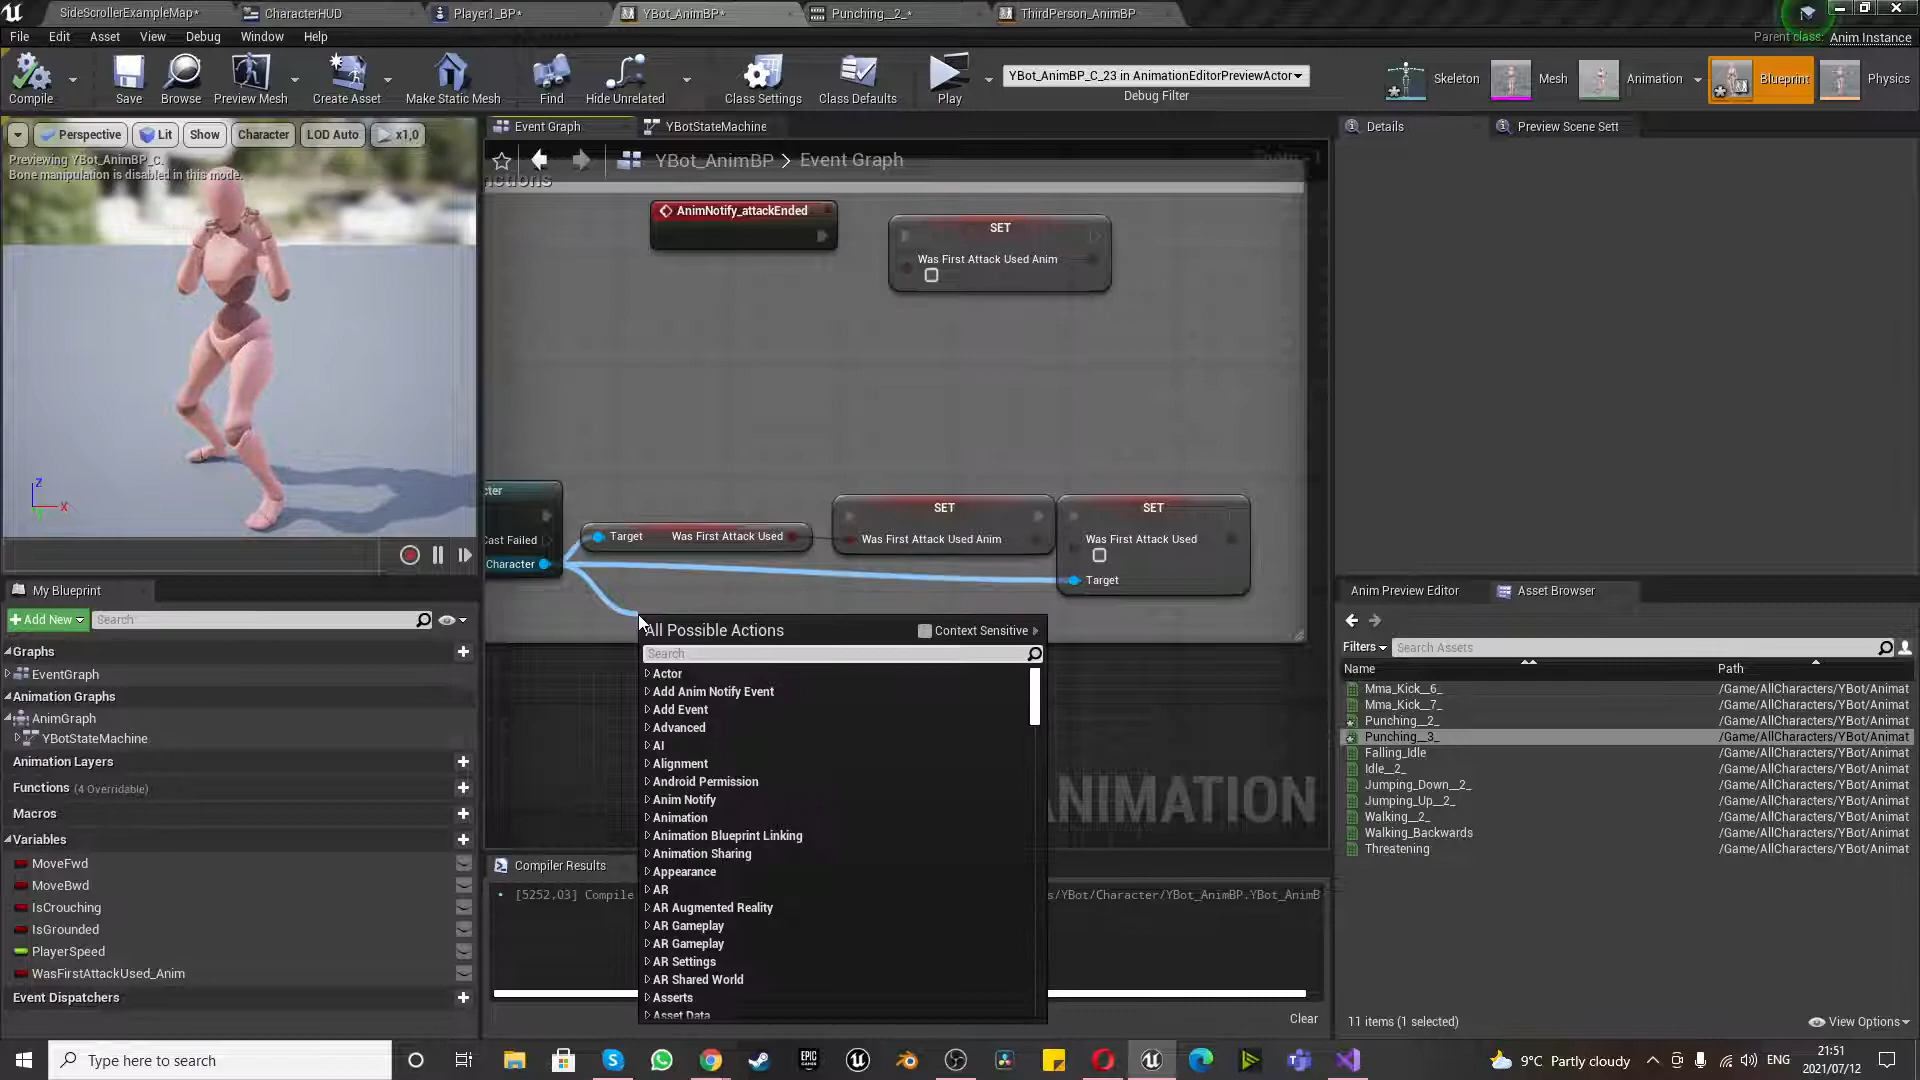 SideScrollerExampleMap*
CharacterHUD
Player1_BP*
YBot_AnimBP*
Punching__2_*
ThirdPerson_AnimBP
File Edit Asset View Debug Window Help
Parent class: Anim Instance
Compile
Save
Browse
Preview Mesh
Create Asset
Make Static Mesh
Find
Hide Unrelated
Class Settings
Class Defaults
Play
YBot_AnimBP_C_23 in AnimationEditorPreviewActor
Debug Filter
Skeleton
Mesh
Animation
Blueprint
Physics
Perspective
Lit
Show
Character
LOD Auto
x1,0
Previewing YBot_AnimBP_C.
Bone manipulation is disabled in this mode.
Z
X
Event Graph
YBotStateMachine
YBot_AnimBP > Event Graph
AnimNotify_attackEnded
SET
Was First Attack Used Anim
cter
Cast Failed
Character
Target Was First Attack Used
SET
Was First Attack Used Anim
SET
Was First Attack Used
Target
All Possible Actions
Context Sensitive
Search
Actor
Add Anim Notify Event
Add Event
Advanced
AI
Alignment
Android Permission
Anim Notify
Animation
Animation Blueprint Linking
Animation Sharing
Appearance
AR
AR Augmented Reality
AR Gameplay
AR Gameplay
AR Settings
AR Shared World
Asserts
Asset Data
ANIMATION
Compiler Results
[5252,03] Compile
s/YBot/Character/YBot_AnimBP.YBot_AnimB
Clear
My Blueprint
Add New
Search
Graphs
EventGraph
Animation Graphs
AnimGraph
YBotStateMachine
Animation Layers
Functions (4 Overridable)
Macros
Variables
MoveFwd
MoveBwd
IsCrouching
IsGrounded
PlayerSpeed
WasFirstAttackUsed_Anim
Event Dispatchers
Details
Preview Scene Sett
Anim Preview Editor
Asset Browser
Filters
Search Assets
Name Path
Mma_Kick__6_ /Game/AllCharacters/YBot/Animat
Mma_Kick__7_ /Game/AllCharacters/YBot/Animat
Punching__2_ /Game/AllCharacters/YBot/Animat
Punching__3_ /Game/AllCharacters/YBot/Animat
Falling_Idle /Game/AllCharacters/YBot/Animat
Idle__2_ /Game/AllCharacters/YBot/Animat
Jumping_Down__2_ /Game/AllCharacters/YBot/Animat
Jumping_Up__2_ /Game/AllCharacters/YBot/Animat
Walking__2_ /Game/AllCharacters/YBot/Animat
Walking_Backwards /Game/AllCharacters/YBot/Animat
Threatening /Game/AllCharacters/YBot/Animat
11 items (1 selected)
View Options
Type here to search
9°C Partly cloudy
ENG
21:51
2021/07/12